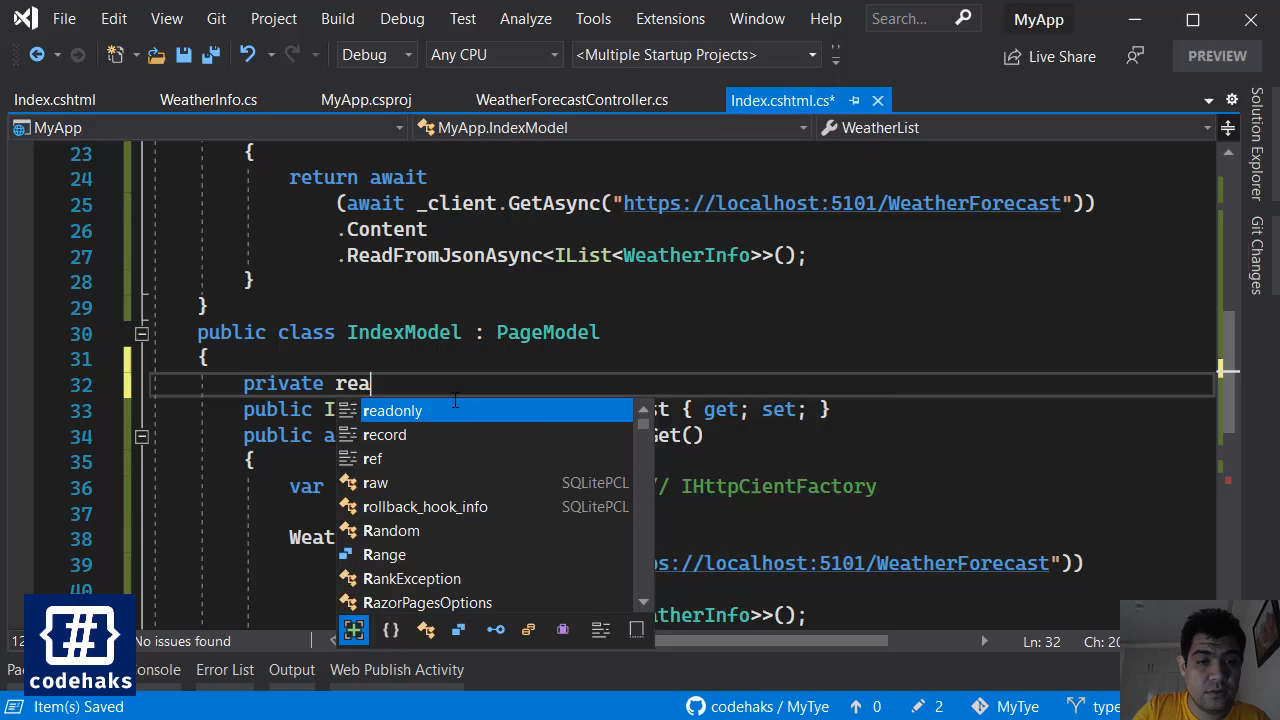 File Edit View Git Project Build Debug Test Analyze Tools Extensions Window Help Search... MyApp
Debug Any CPU <Multiple Startup Projects> Live Share PREVIEW
Index.cshtml WeatherInfo.cs MyApp.csproj WeatherForecastController.cs Index.cshtml.cs*
MyApp MyApp.IndexModel WeatherList
23 {
24 return await
25 (await _client.GetAsync("https://localhost:5101/WeatherForecast"))
26 .Content
27 .ReadFromJsonAsync<IList<WeatherInfo>>();
28 }
29 }
30 public class IndexModel : PageModel
31 {
32 private rea
33 public I st { get; set; }
34 public a Get()
35 {
36 var // IHttpCientFactory
37
38 Weat
39 ps://localhost:5101/WeatherForecast"))
40
atherInfo>>();
readonly
record
ref
raw SQLitePCL
rollback_hook_info SQLitePCL
Random
Range
RankException
RazorPagesOptions
Solution Explorer
Git Changes
12 No issues found Ln: 32 Ch: 20
Pac onsole Error List Output Web Publish Activity
Item(s) Saved codehaks / MyTye 0 2 MyTye type
#
codehaks